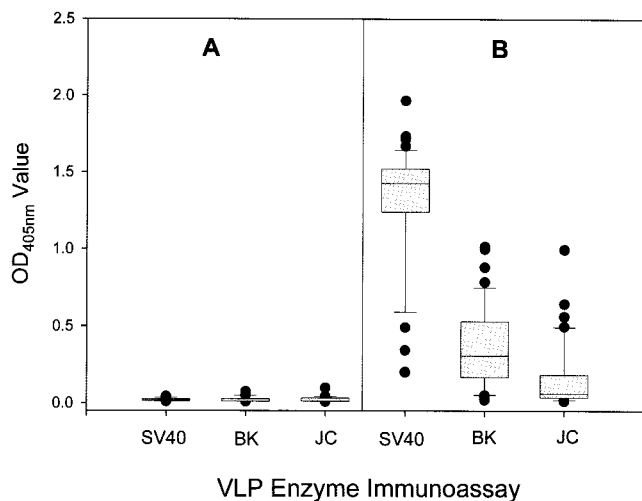 2.5
2.0
1.5
1.0
0.5
0.0
OD405nm Value
A
B
SV40 BK JC SV40 BK JC
VLP Enzyme Immunoassay